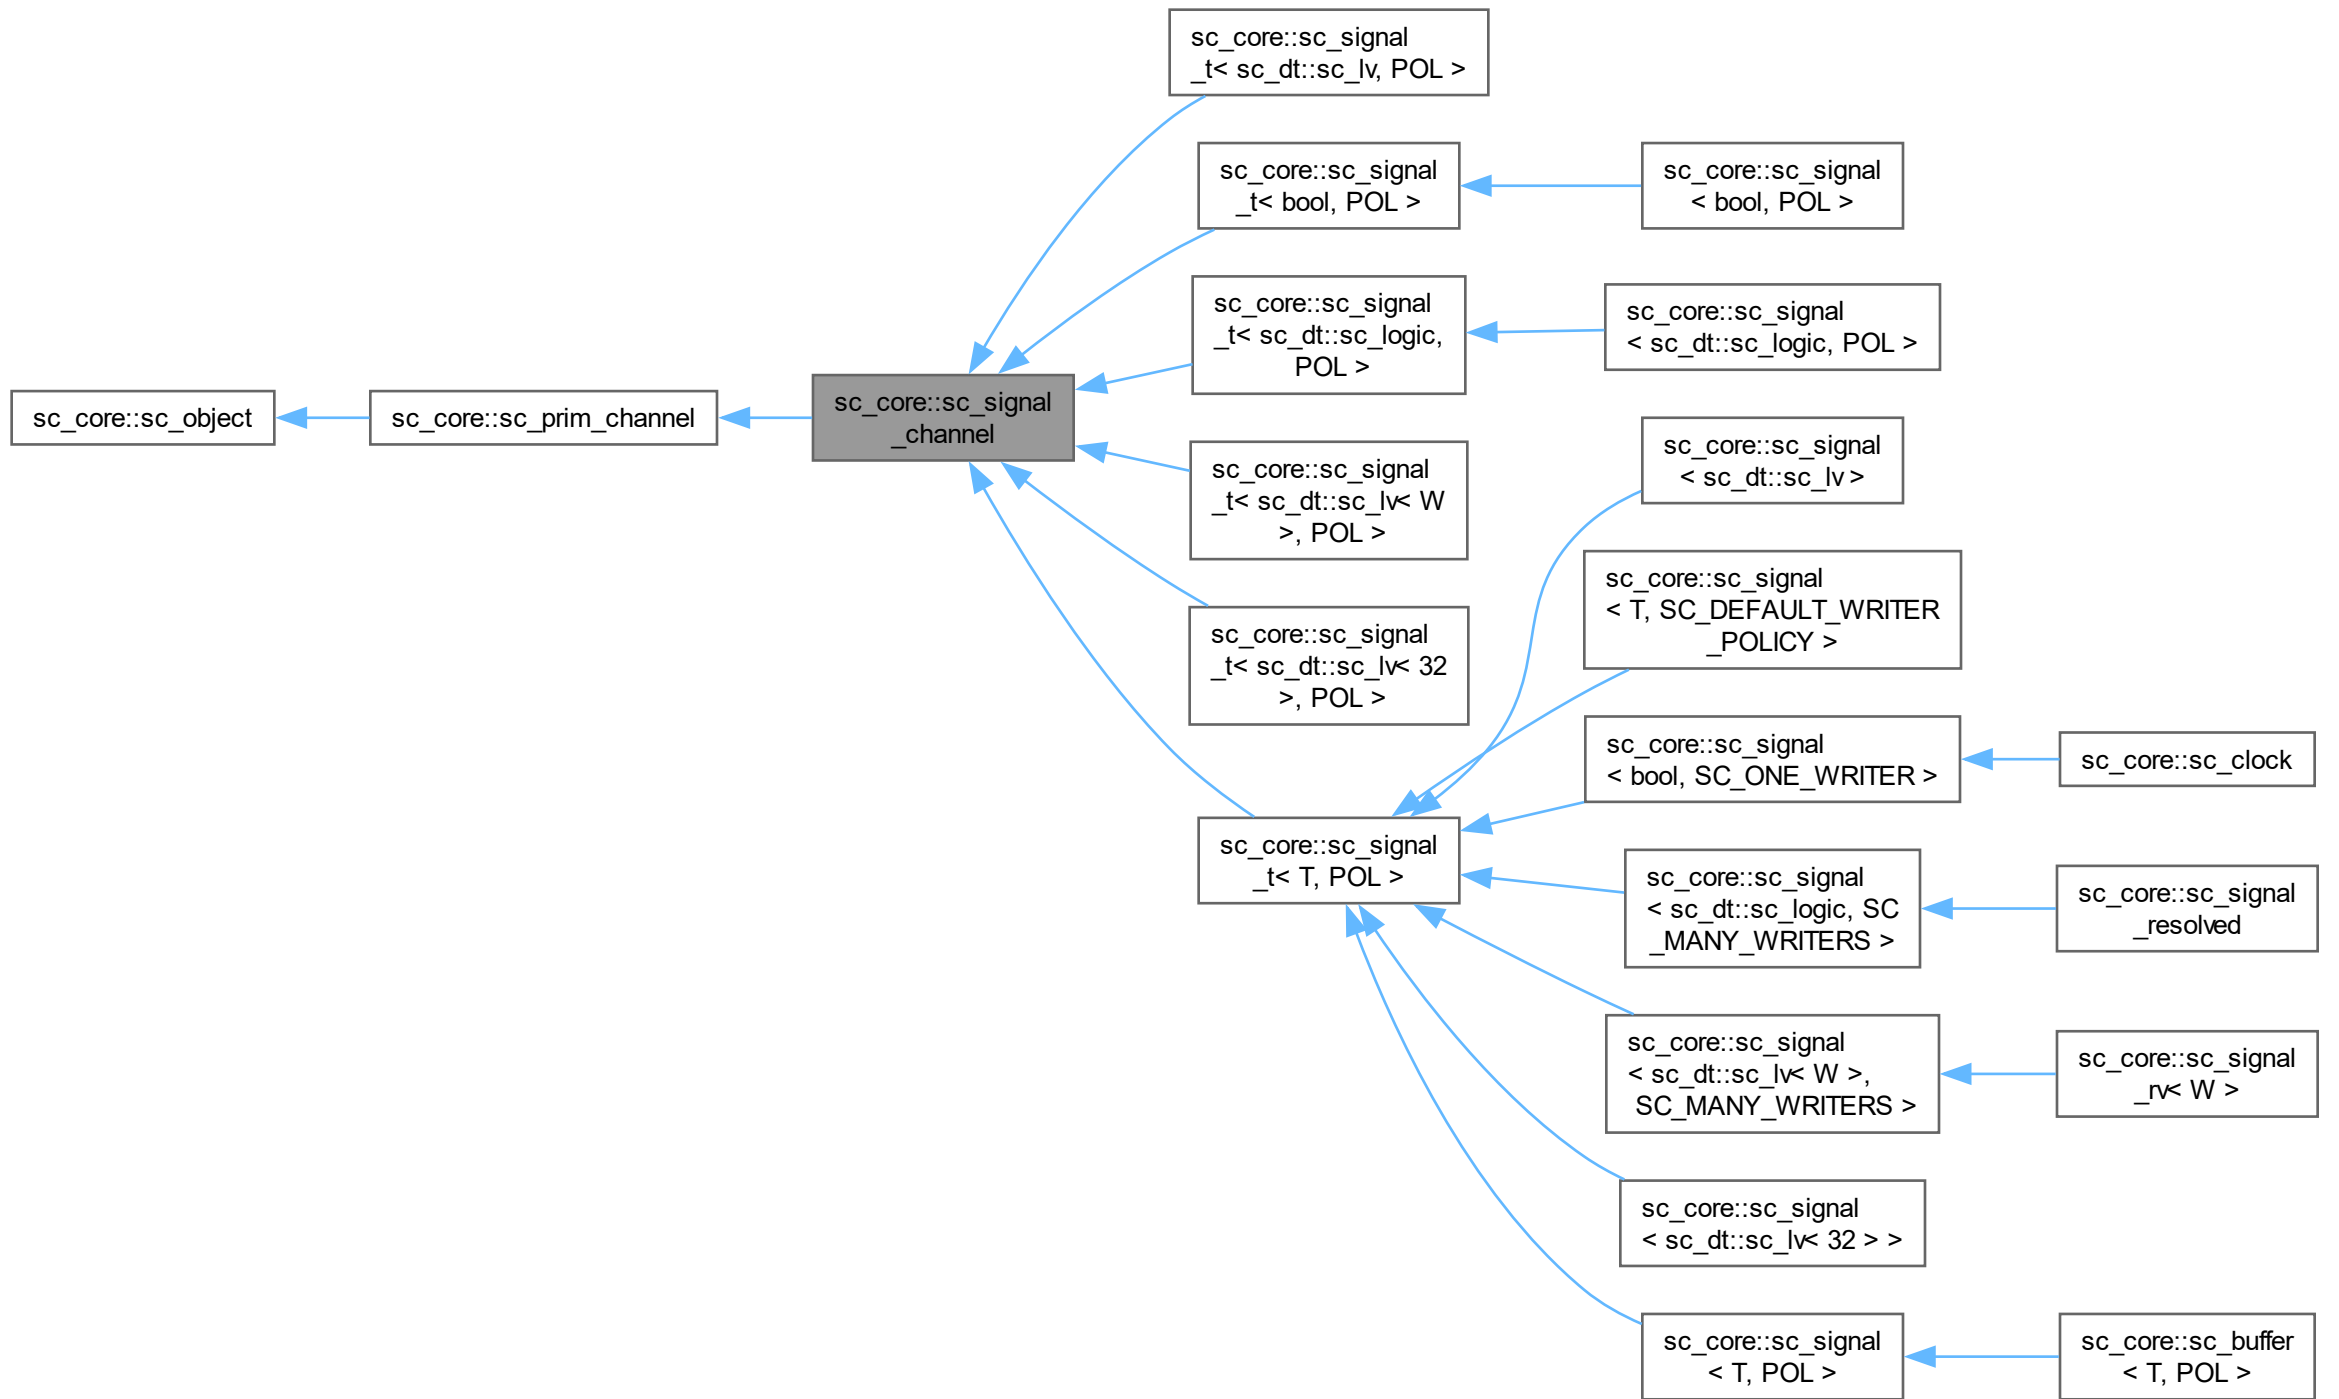 sc_core::sc_object
sc_core::sc_prim_channel
sc_core::sc_signal
_channel
sc_core::sc_signal
_t< sc_dt::sc_lv, POL >
sc_core::sc_signal
_t< bool, POL >
sc_core::sc_signal
_t< sc_dt::sc_logic,
POL >
sc_core::sc_signal
_t< sc_dt::sc_lv< W
>, POL >
sc_core::sc_signal
_t< sc_dt::sc_lv< 32
>, POL >
sc_core::sc_signal
_t< T, POL >
sc_core::sc_signal
< bool, POL >
sc_core::sc_signal
< sc_dt::sc_logic, POL >
sc_core::sc_signal
< sc_dt::sc_lv >
sc_core::sc_signal
< T, SC_DEFAULT_WRITER
_POLICY >
sc_core::sc_signal
< bool, SC_ONE_WRITER >
sc_core::sc_signal
< sc_dt::sc_logic, SC
_MANY_WRITERS >
sc_core::sc_signal
< sc_dt::sc_lv< W >,
SC_MANY_WRITERS >
sc_core::sc_signal
< sc_dt::sc_lv< 32 > >
sc_core::sc_signal
< T, POL >
sc_core::sc_clock
sc_core::sc_signal
_resolved
sc_core::sc_signal
_rv< W >
sc_core::sc_buffer
< T, POL >